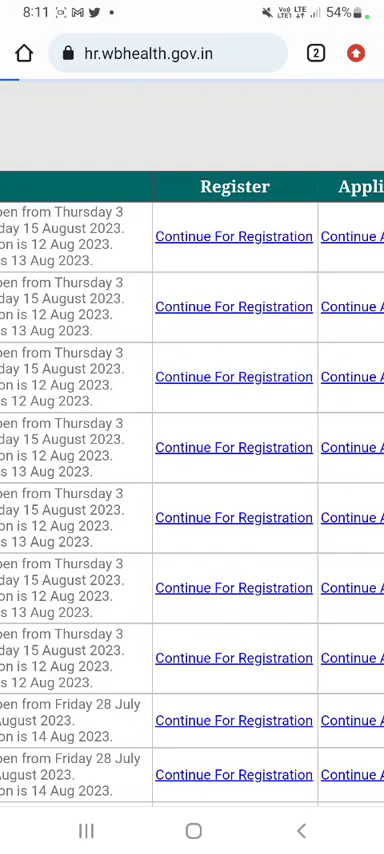 8:11 Voo) LTE LTE1 54%
hr.wbhealth.gov.in 2
Register Appli
pen from Thursday 3
day 15 August 2023.
on is 12 Aug 2023.
s 13 Aug 2023.
Continue For Registration Continue A
pen from Thursday 3
day 15 August 2023.
on is 12 Aug 2023.
s 13 Aug 2023.
Continue For Registration Continue A
pen from Thursday 3
day 15 August 2023.
on is 12 Aug 2023.
s 12 Aug 2023.
Continue For Registration Continue A
pen from Thursday 3
day 15 August 2023.
on is 12 Aug 2023.
s 13 Aug 2023.
Continue For Registration Continue A
pen from Thursday 3
day 15 August 2023.
on is 12 Aug 2023.
s 13 Aug 2023.
Continue For Registration Continue A
pen from Thursday 3
day 15 August 2023.
on is 12 Aug 2023.
s 13 Aug 2023.
Continue For Registration Continue A
pen from Thursday 3
day 15 August 2023.
on is 12 Aug 2023.
s 12 Aug 2023.
Continue For Registration Continue A
pen from Friday 28 July
ugust 2023.
on is 14 Aug 2023.
Continue For Registration Continue A
pen from Friday 28 July
ugust 2023.
on is 14 Aug 2023.
Continue For Registration Continue A